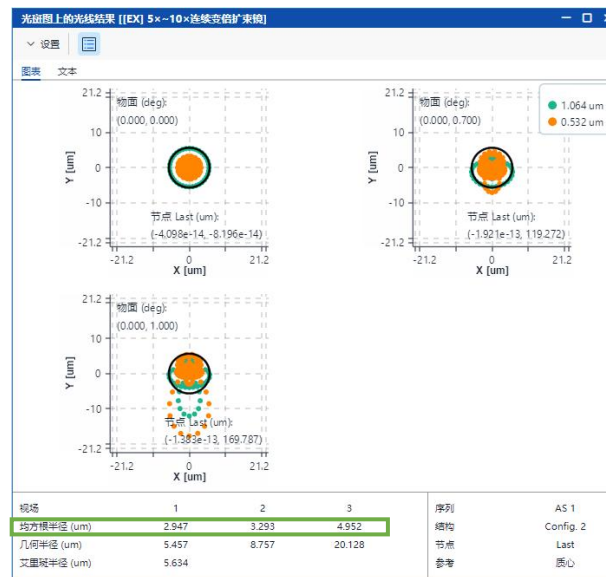 光斑图上的光线结果 [[EX] 5×~10×连续变倍扩束镜]
设置
图表 文本
21.2
10
0
-10
-21.2
Y [um]
物面 (deg):
(0.000, 0.000)
节点 Last (um):
(-4.098e-14, -8.196e-14)
-21.2 0 21.2
X [um]
21.2
10
0
-10
-21.2
Y [um]
物面 (deg):
(0.000, 0.700)
节点 Last (um):
(-1.921e-13, 119.272)
-21.2 0 21.2
X [um]
1.064 um
0.532 um
21.2
10
0
-10
-21.2
Y [um]
物面 (deg):
(0.000, 1.000)
节点 Last (um):
(-1.383e-13, 169.787)
-21.2 0 21.2
X [um]
视场 1 2 3
均方根半径 (um) 2.947 3.293 4.952
几何半径 (um) 5.457 8.757 20.128
艾里斑半径 (um) 5.634
序列 AS 1
结构 Config. 2
节点 Last
参考 质心